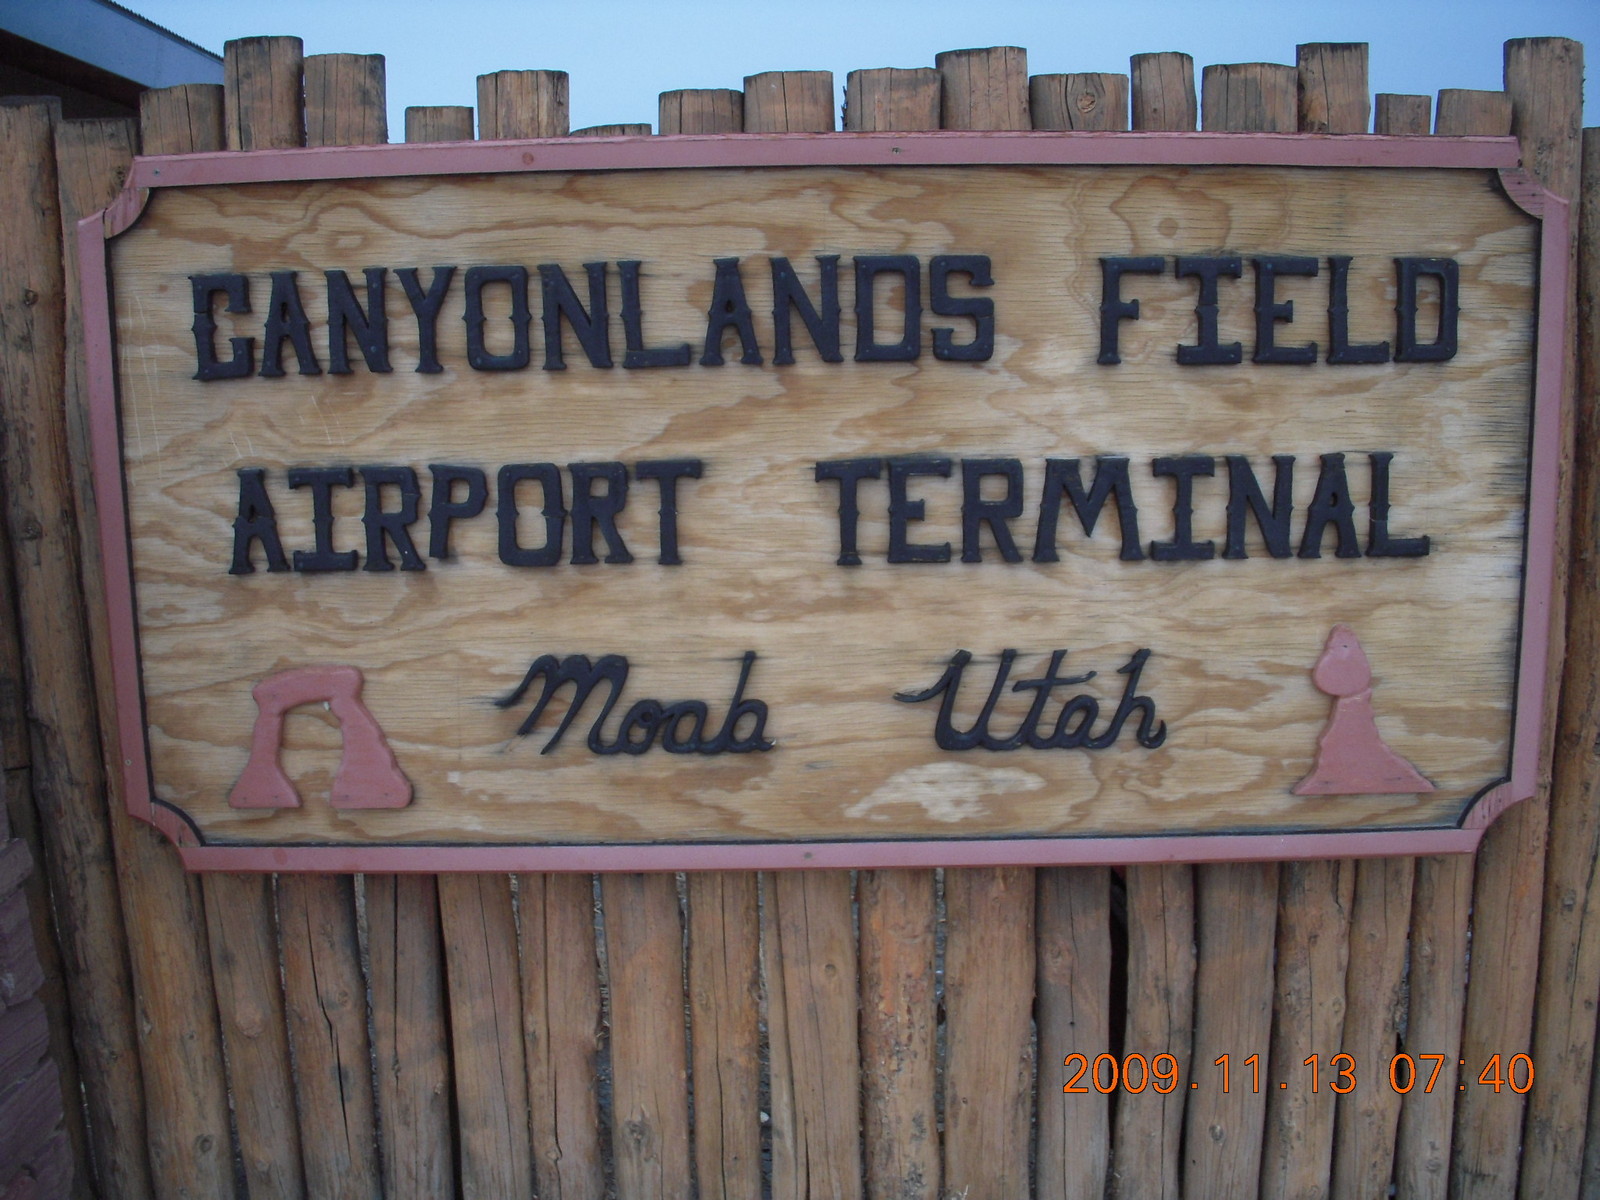 CANYONLANDS FIELD
AIRPORT TERMINAL
Moab Utah
2009.11.13 07:40